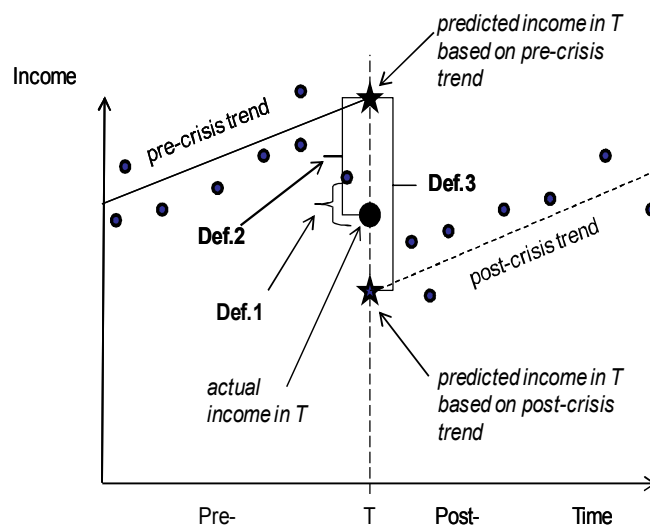 predicted income in T
based on pre-crisis
trend
Income
pre-crisis trend
Def.3
Def.2
post-crisis trend
Def.1
actual
income in T
predicted income in T
based on post-crisis
trend
Pre-
T
Post-
Time